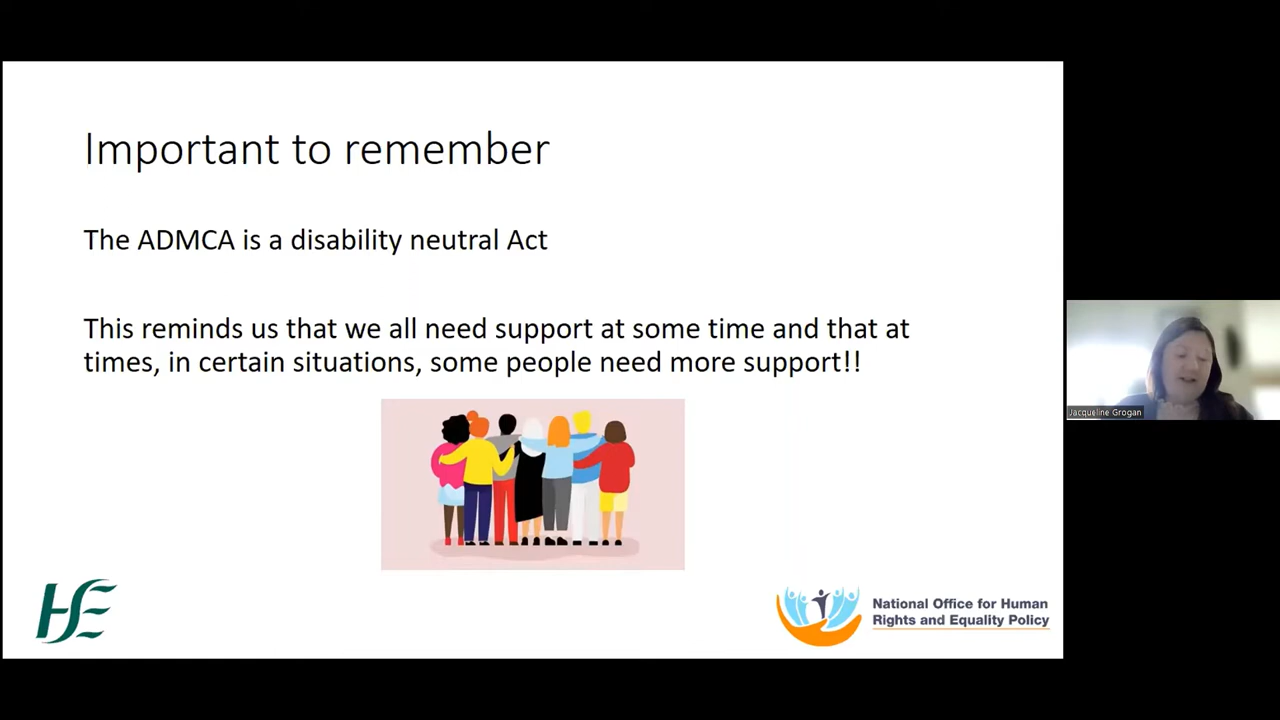 Important to remember
The ADMCA is a disability neutral Act
This reminds us that we all need support at some time and that at
times, in certain situations, some people need more support!!
Jacqueline Grogan
HSE
National Office for Human
Rights and Equality Policy